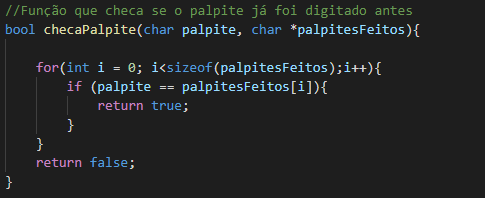 //Função que checa se o palpite já foi digitado antes
bool checaPalpite(char palpite, char *palpitesFeitos){
for(int i = 0; i<sizeof(palpitesFeitos);i++){
if (palpite == palpitesFeitos[i]){
return true;
}
}
return false;
}